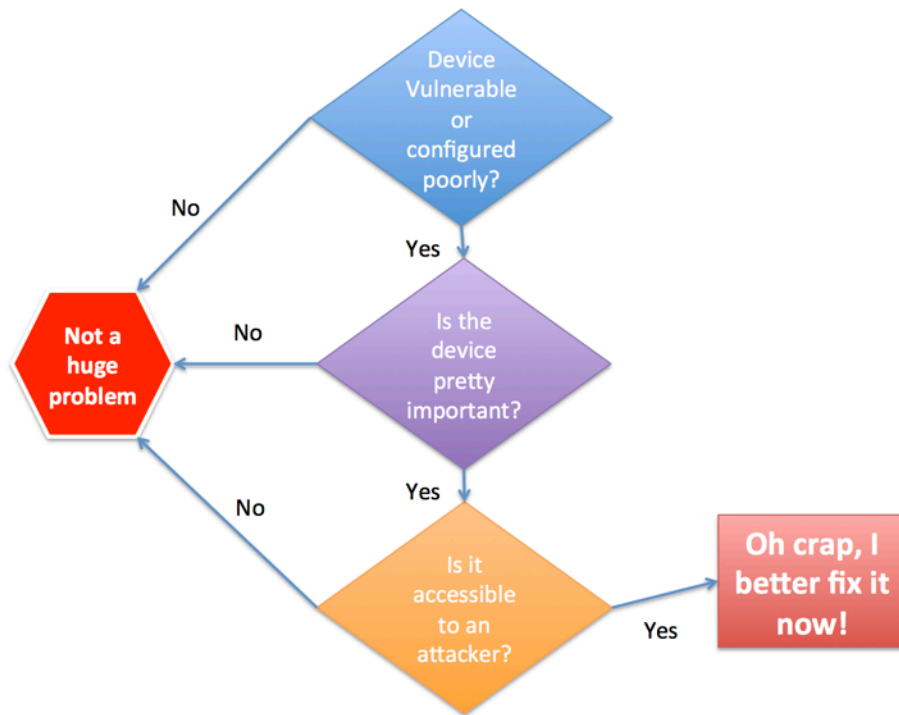 Device
Vulnerable
or
configured
poorly?
No
Yes
Not a
huge
problem
No
Is the
device
pretty
important?
Yes
No
Is it
accessible
to an
attacker?
Yes
Oh crap, I
better fix it
now!